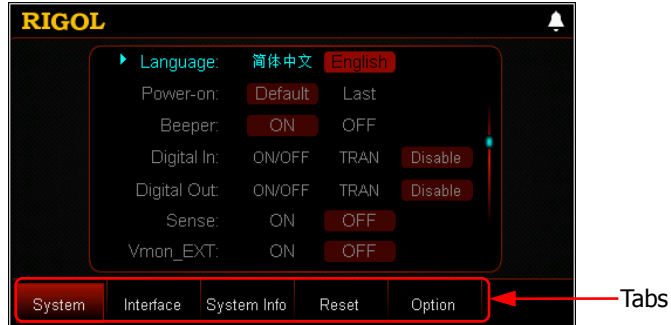 RIGOL
Language: 简体中文 English
Power-on: Default Last
Beeper: ON OFF
Digital In: ON/OFF TRAN Disable
Digital Out: ON/OFF TRAN Disable
Sense: ON OFF
Vmon_EXT: ON OFF
System Interface System Info Reset Option
Tabs